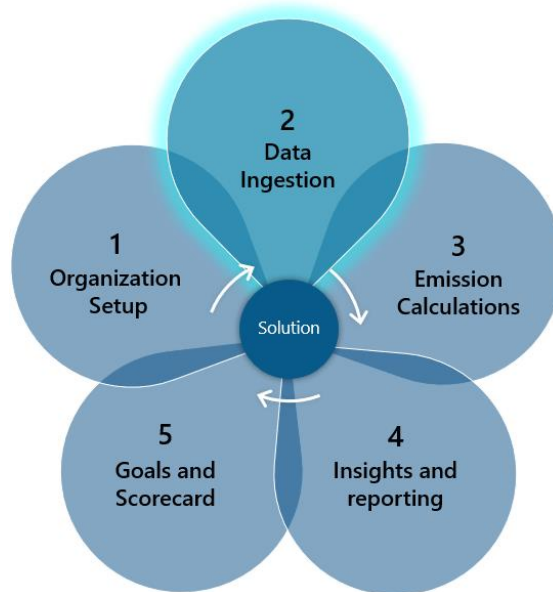 1
Organization
Setup
2
Data
Ingestion
3
Emission
Calculations
4
Insights and
reporting
5
Goals and
Scorecard
Solution